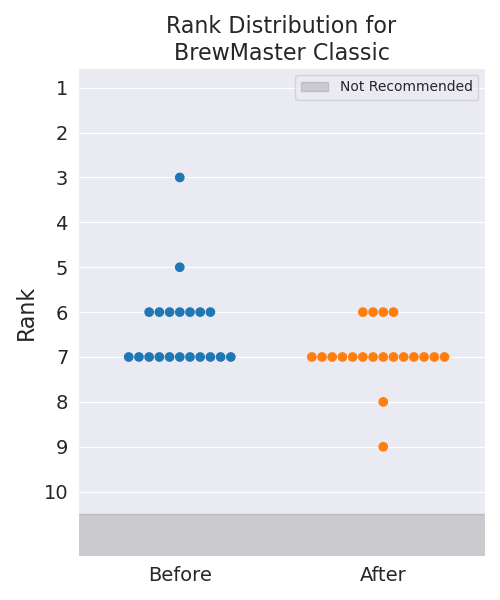 Rank Distribution for
BrewMaster Classic
Not Recommended
1
2
3
4
5
6
7
8
9
10
Rank
Before
After